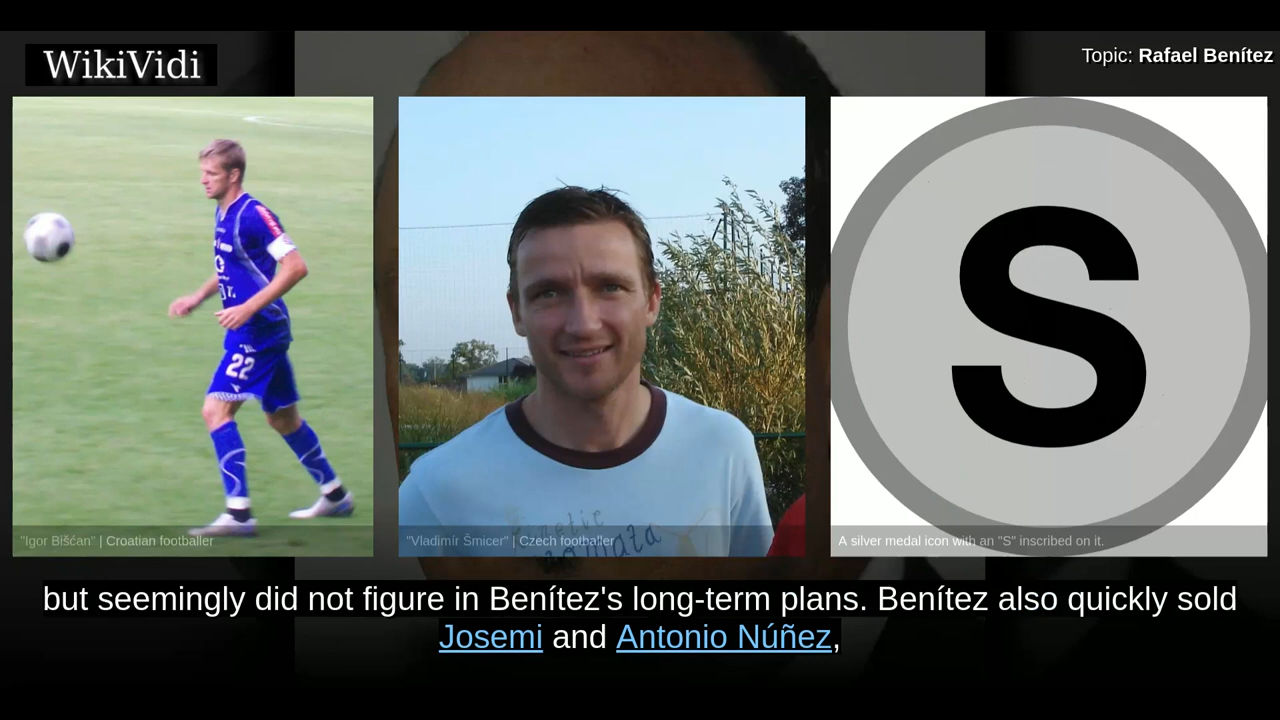 WikiVidi
Topic: Rafael Benítez
22
S
"Igor Bišćan" | Croatian footballer
"Vladimír Šmicer" | Czech footballer
A silver medal icon with an "S" inscribed on it.
but seemingly did not figure in Benítez's long-term plans. Benítez also quickly sold
Josemi and Antonio Núñez,